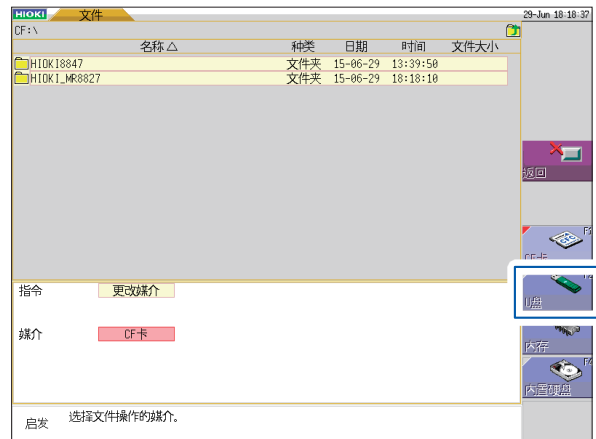 HIOKI 文件 29-Jun 18:18:37
CF:\
名称△ 种类 日期 时间 文件大小
HIOKI8847 文件夹 15-06-29 13:39:50
HIOKI_MR8827 文件夹 15-06-29 18:18:10
返回
F1
CF卡
指令 更改媒介
U盘
媒介 CF卡
内存
F4
内置硬盘
启发 选择文件操作的媒介。